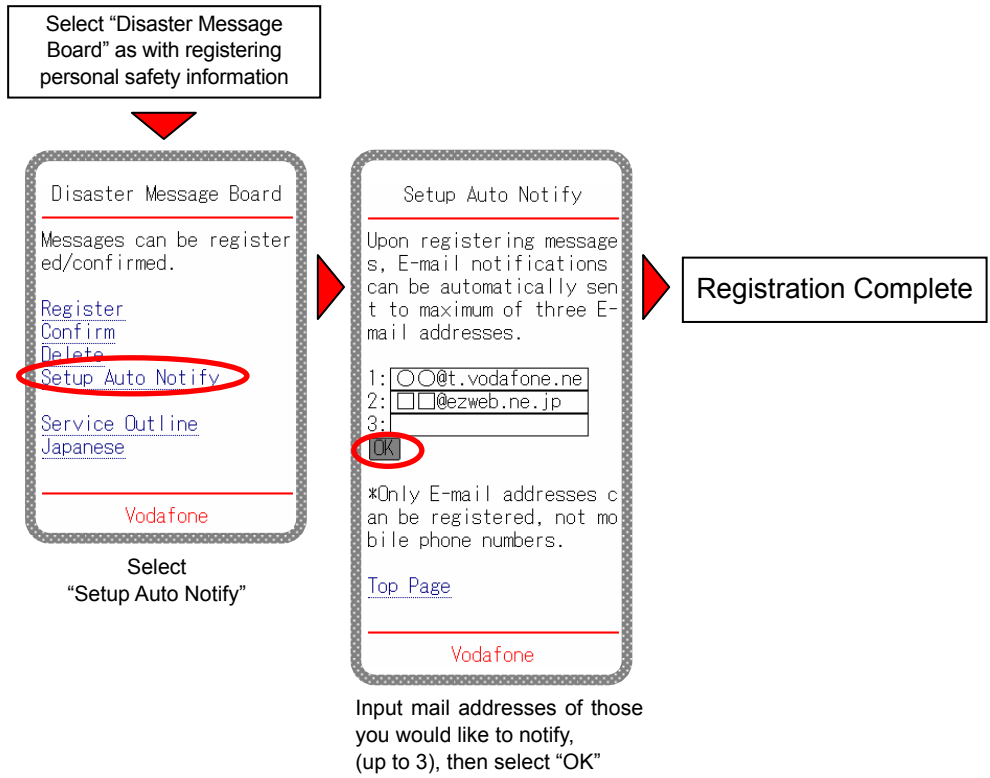 Select “Disaster Message
Board” as with registering
personal safety information
Disaster Message Board
Messages can be register
ed/confirmed.
Register
Confirm
Delete
Setup Auto Notify
Service Outline
Japanese
Vodafone
Select
“Setup Auto Notify”
Setup Auto Notify
Upon registering message
s, E-mail notifications
can be automatically sen
t to maximum of three E-
mail addresses.
1: ○○@t.vodafone.ne
2: □□@ezweb.ne.jp
3:
OK
*Only E-mail addresses c
an be registered, not mo
bile phone numbers.
Top Page
Vodafone
Input mail addresses of those
you would like to notify,
(up to 3), then select “OK”
Registration Complete